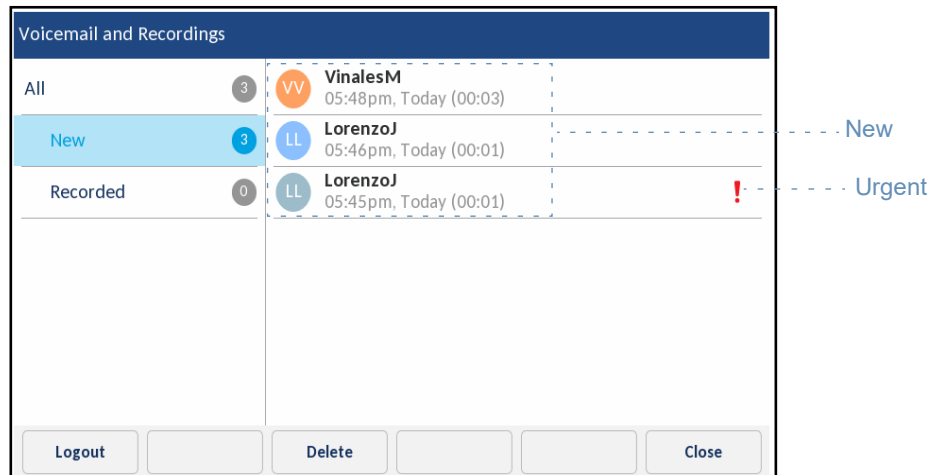 Voicemail and Recordings
All 3
New 3
Recorded 0
VV VinalesM
05:48pm, Today (00:03)
LL LorenzoJ
05:46pm, Today (00:01)
LL LorenzoJ
05:45pm, Today (00:01)
!
New
Urgent
Logout Delete Close